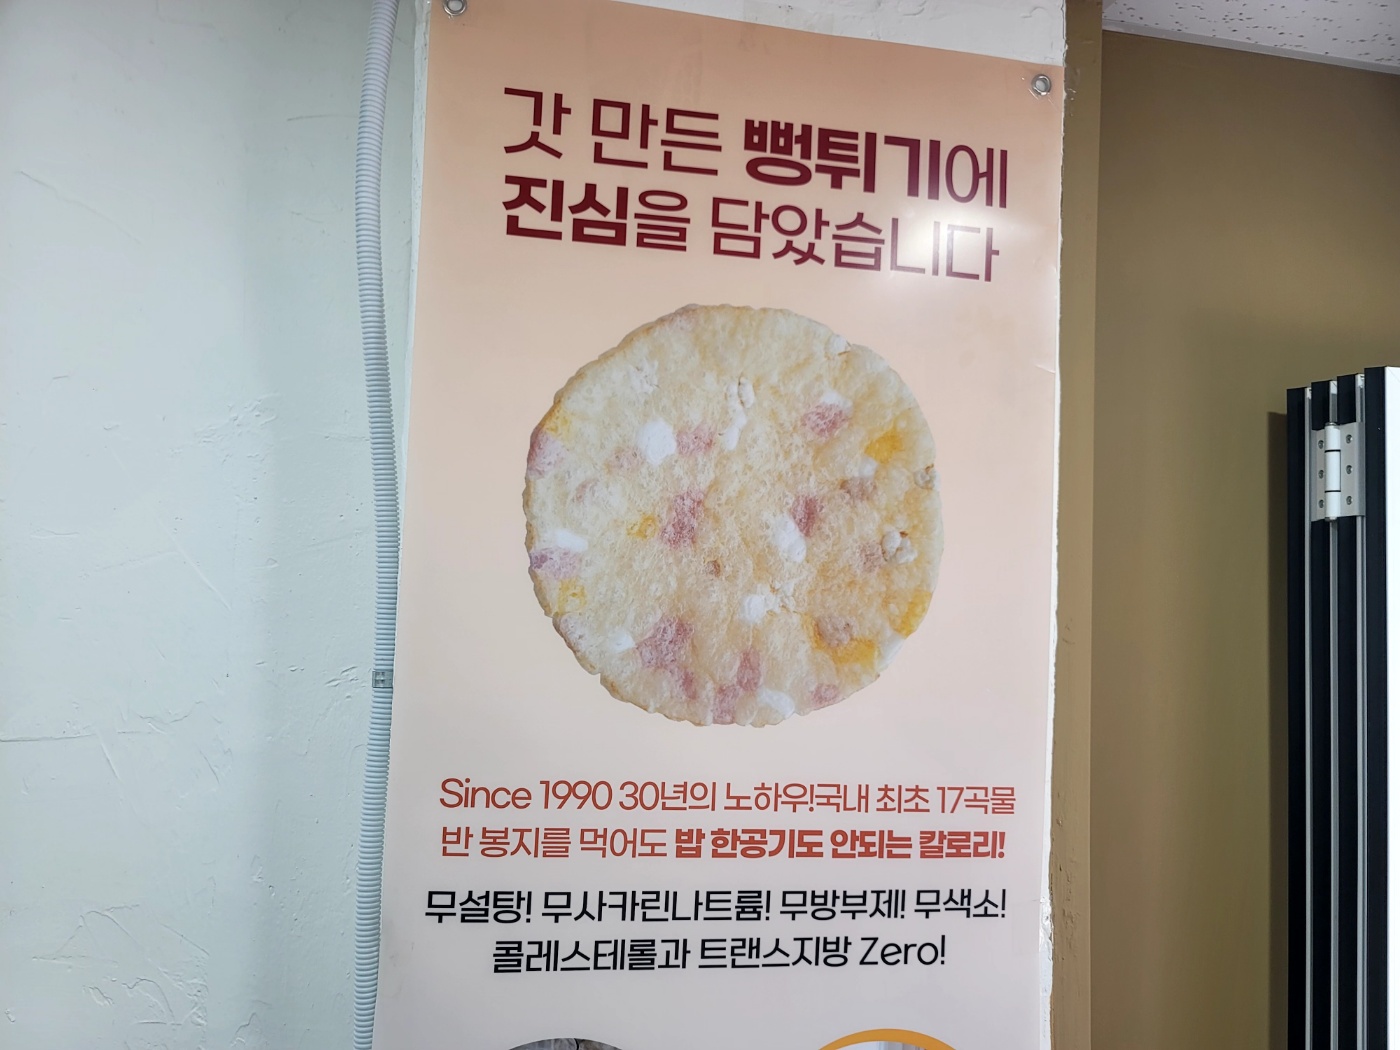 갓 만든 뻥튀기에
진심을 담았습니다
Since 1990 30년의 노하우!국내 최초 17곡물
반 봉지를 먹어도 밥 한공기도 안되는 칼로리!
무설탕! 무사카린나트륨! 무방부제! 무색소!
콜레스테롤과 트랜스지방 Zero!